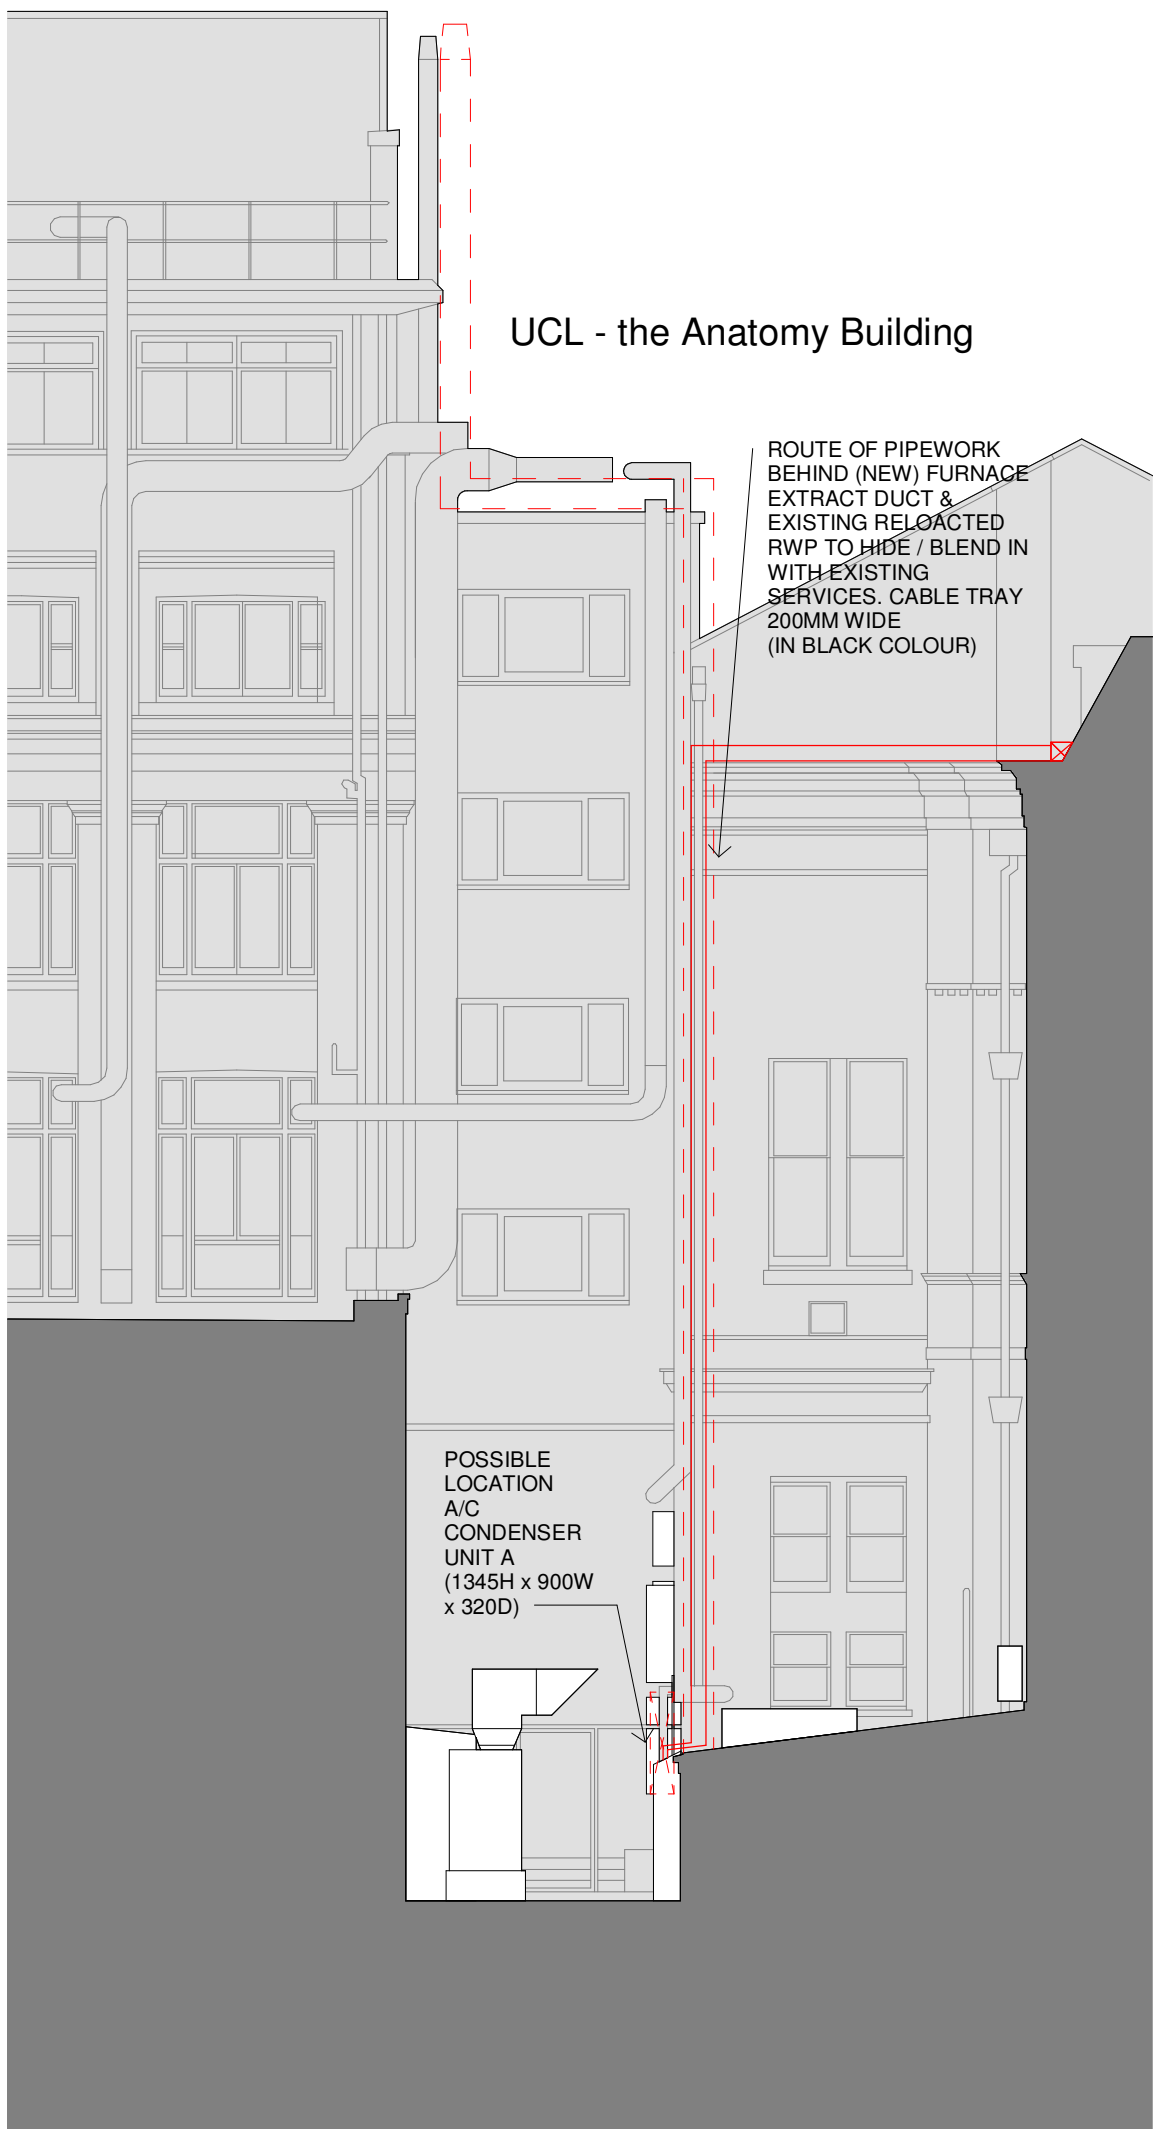 UCL - the Anatomy Building
ROUTE OF PIPEWORK
BEHIND (NEW) FURNACE
EXTRACT DUCT &
EXISTING RELOACTED
RWP TO HIDE / BLEND IN
WITH EXISTING
SERVICES. CABLE TRAY
200MM WIDE
(IN BLACK COLOUR)
POSSIBLE
LOCATION
A/C
CONDENSER
UNIT A
(1345H x 900W
x 320D)